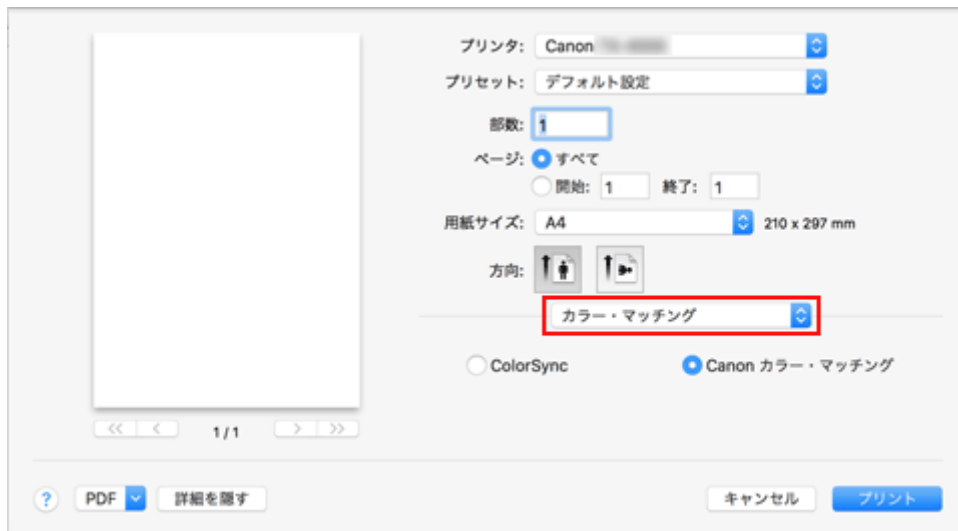 プリンタ: Canon
プリセット: デフォルト設定
部数: 1
ページ: すべて
開始: 1 終了: 1
用紙サイズ: A4 210 x 297 mm
方向:
カラー・マッチング
ColorSync Canon カラー・マッチング
<< < 1 / 1 > >>
? PDF 詳細を隠す キャンセル プリント